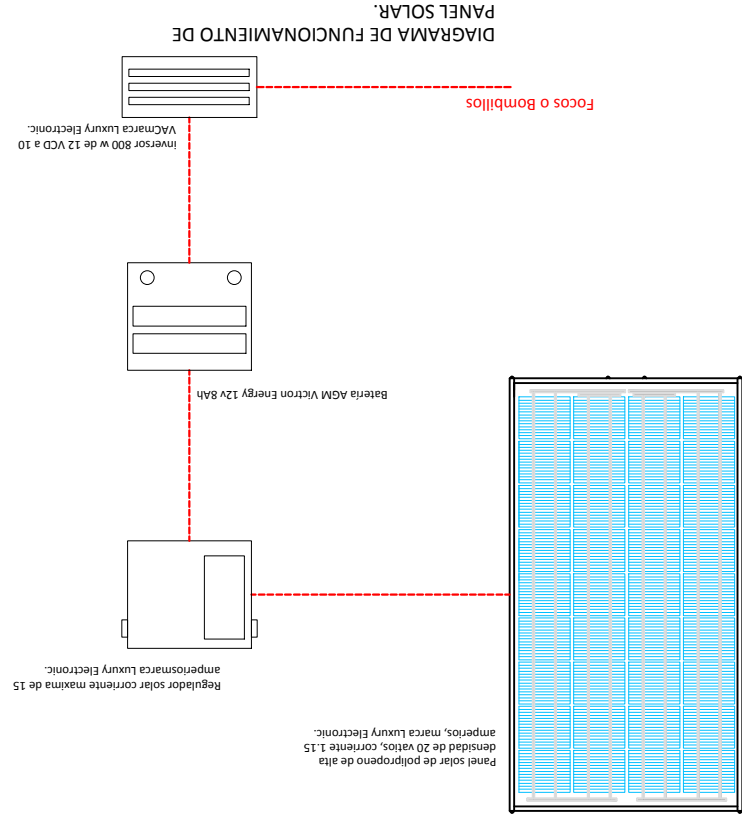 Panel solar de polipropeno de alta
densidad de 20 vatios, corriente 1.15
amperios, marca Luxury Electronic.
Regulador solar corriente maxima de 15
amperiosmarca Luxury Electronic.
Bateria AGM Victron Energy 12v 8Ah
inversor 800 w de 12 VCD a 10
VACmarca Luxury Electronic.
Focos o Bombillos
DIAGRAMA DE FUNCIONAMIENTO DE
PANEL SOLAR.